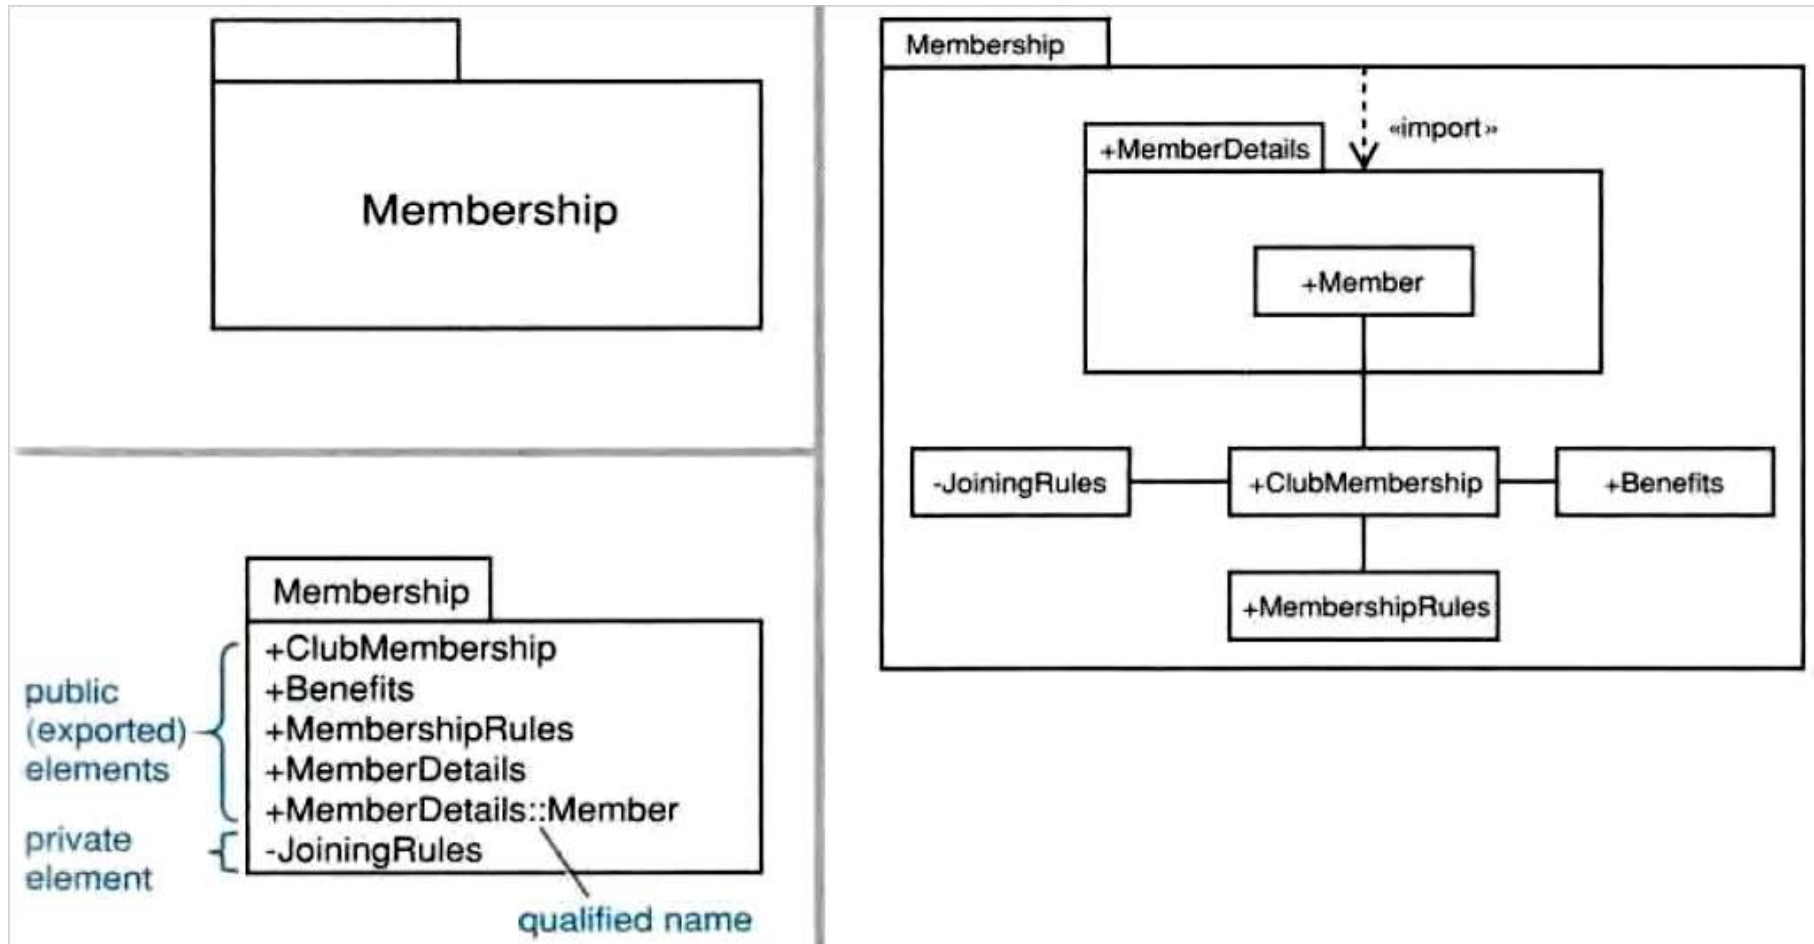 Membership
Membership
+ClubMembership
+Benefits
+MembershipRules
+MemberDetails
+MemberDetails::Member
-JoiningRules
public
(exported)
elements
private
element
qualified name
Membership
«import»
+MemberDetails
+Member
-JoiningRules
+ClubMembership
+Benefits
+MembershipRules